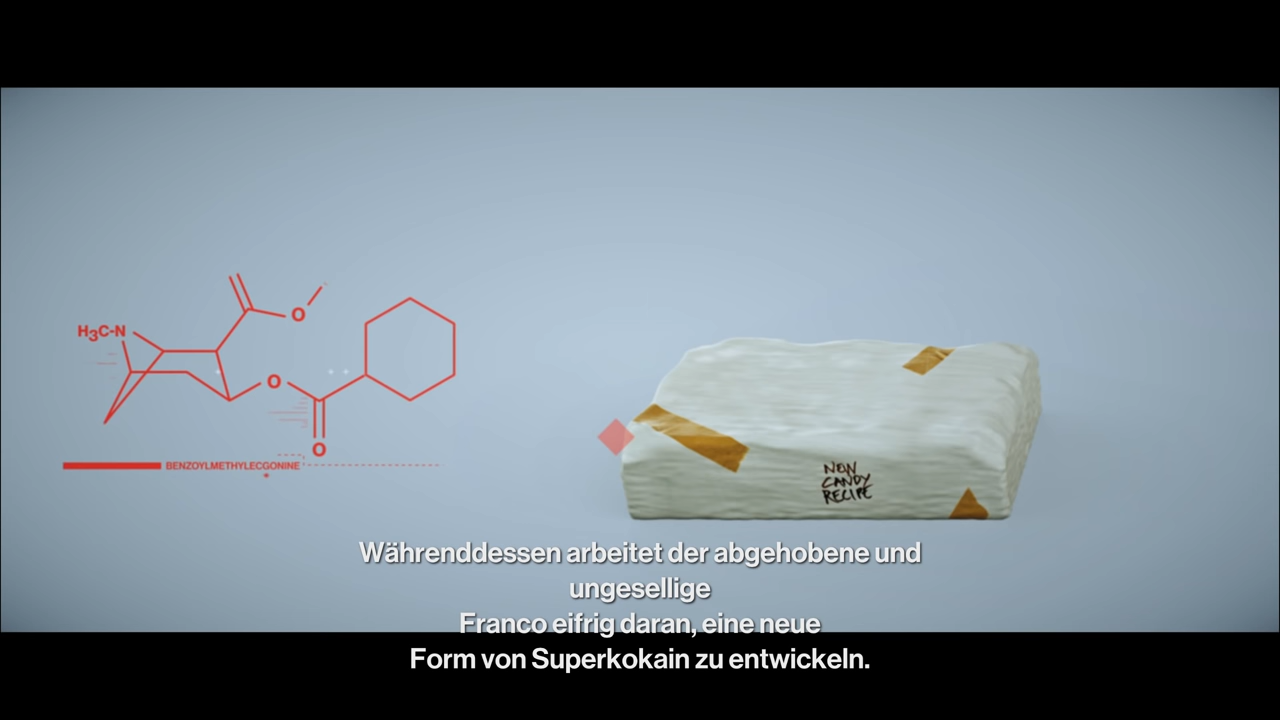 H3C-N
O
O
O
BENZOYLMETHYLECGONINE
NEW
CANDY
RECIPE
Währenddessen arbeitet der abgehobene und
ungesellige
Franco eifrig daran, eine neue
Form von Superkokain zu entwickeln.